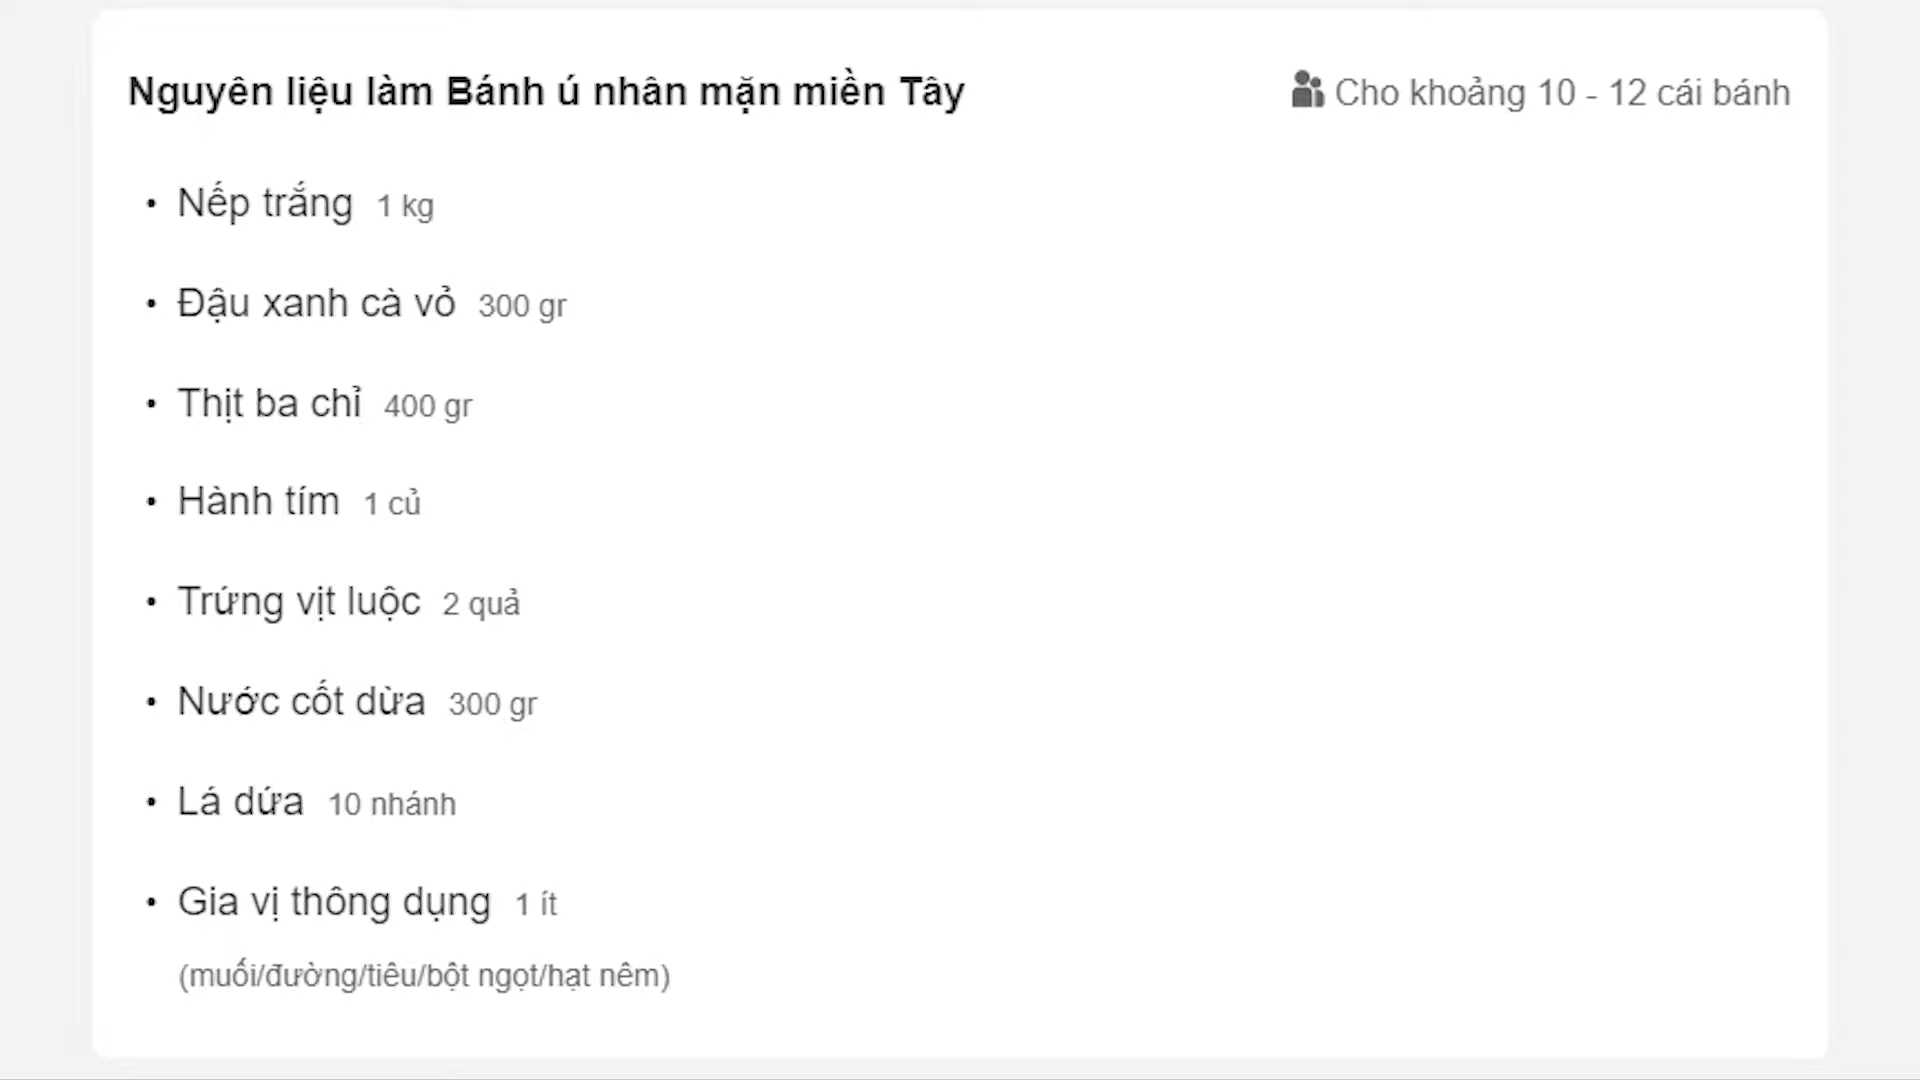 Nguyên liệu làm Bánh ú nhân mặn miền Tây
Cho khoảng 10 - 12 cái bánh
• Nếp trắng 1 kg
• Đậu xanh cà vỏ 300 gr
• Thịt ba chỉ 400 gr
• Hành tím 1 củ
• Trứng vịt luộc 2 quả
• Nước cốt dừa 300 gr
• Lá dứa 10 nhánh
• Gia vị thông dụng 1 ít
(muối/đường/tiêu/bột ngọt/hạt nêm)